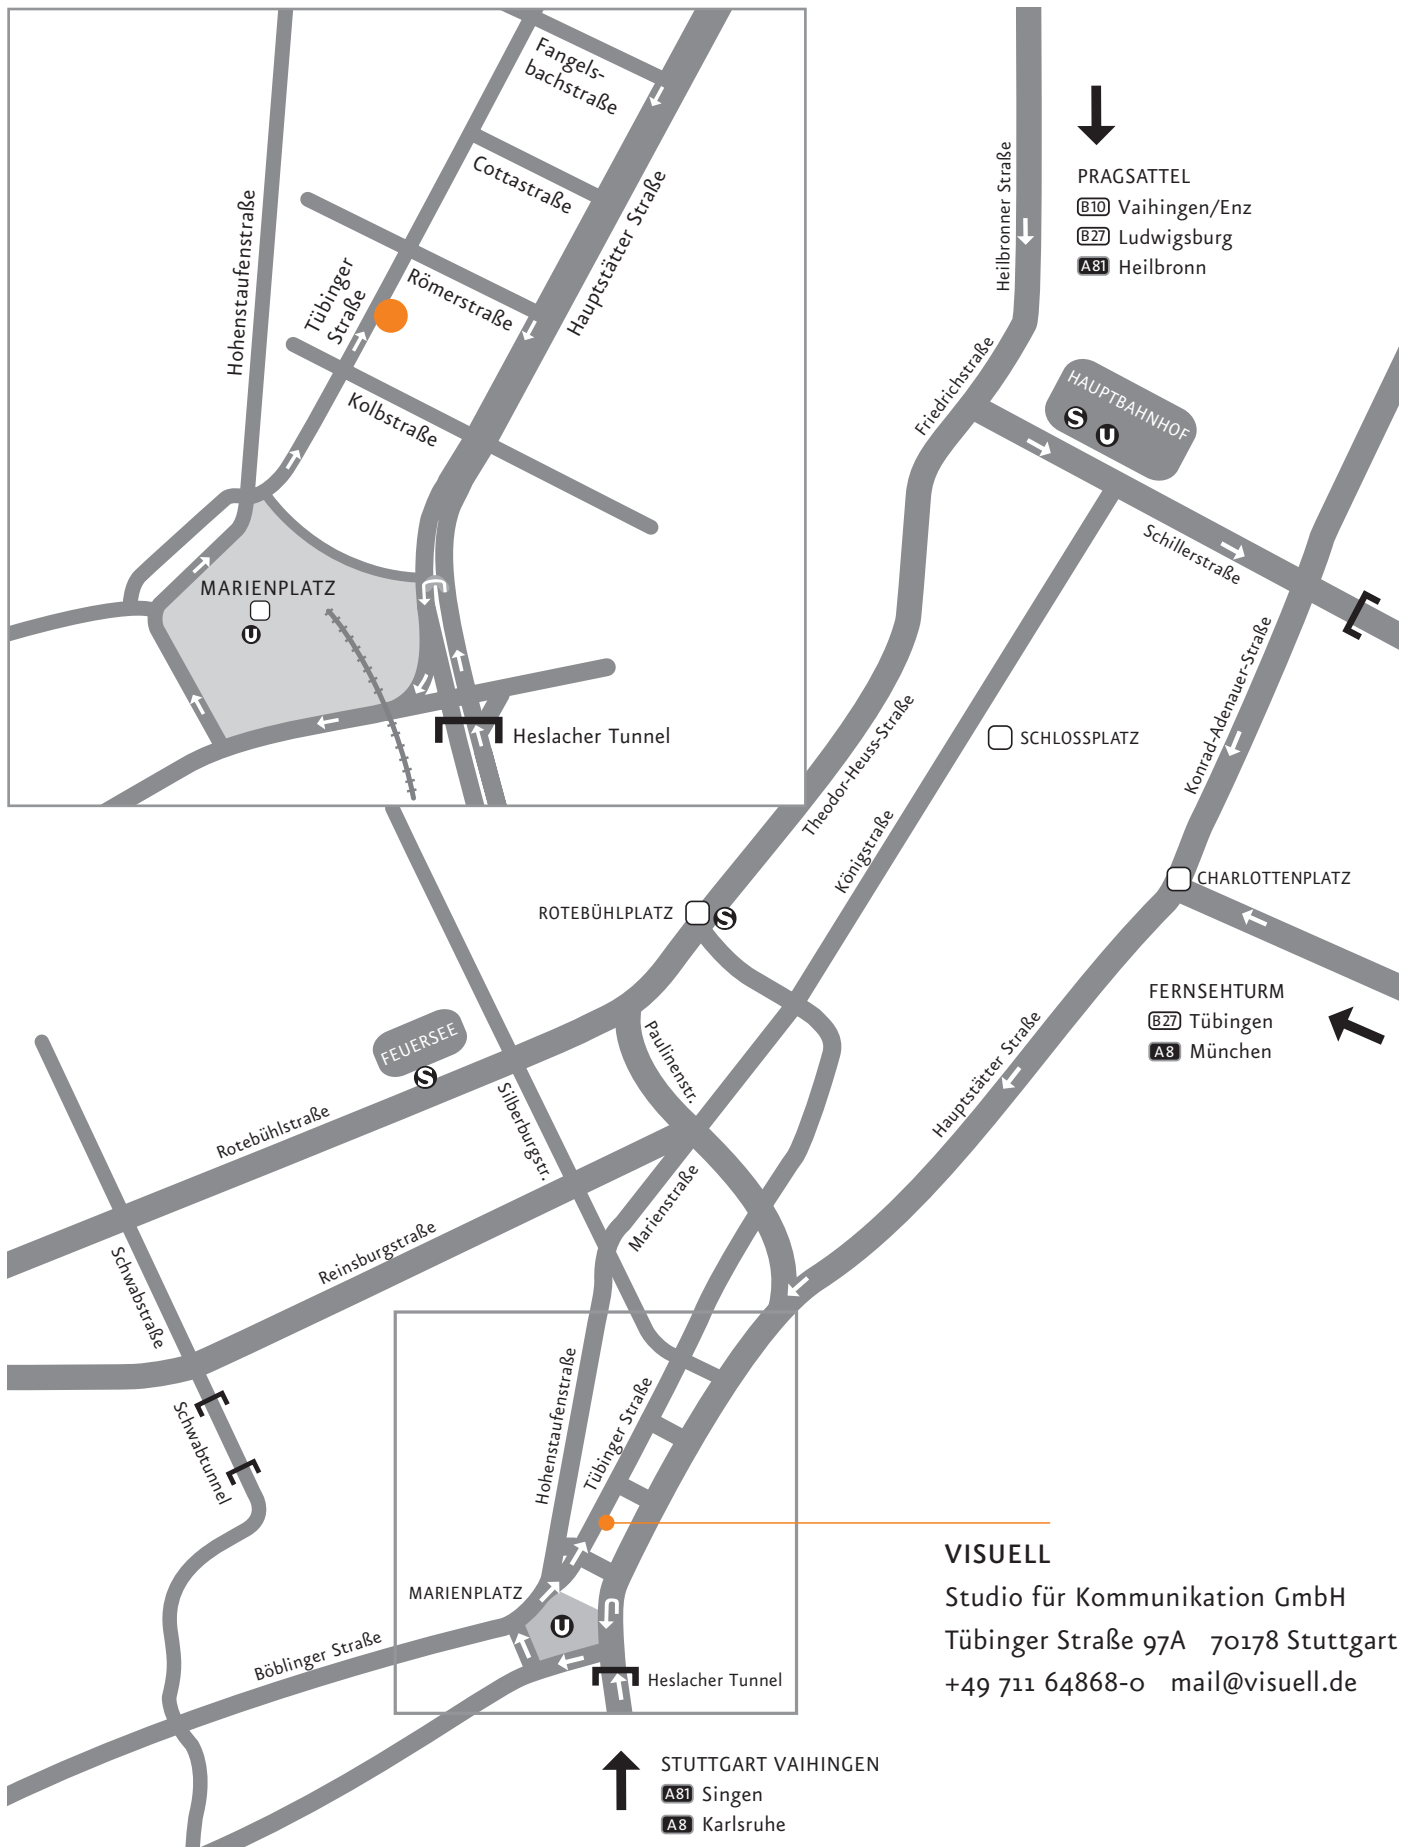 Fangels-
bachstraße
Cottastraße
Hauptstätter Straße
Hohenstaufenstraße
Tübinger
Straße
Römerstraße
Kolbstraße
MARIENPLATZ
U
Heslacher Tunnel
Heilbronner Straße
PRAGSATTEL
B10 Vaihingen/Enz
B27 Ludwigsburg
A81 Heilbronn
Friedrichstraße
HAUPTBAHNHOF
S U
Schillerstraße
Konrad-Adenauer-Straße
SCHLOSSPLATZ
Theodor-Heuss-Straße
Königstraße
CHARLOTTENPLATZ
ROTEBÜHLPLATZ S
FERNSEHTURM
B27 Tübingen
A8 München
Hauptstätter Straße
Paulinenstr.
FEUERSEE
S
Silberburgstr.
Rotebühlstraße
Marienstraße
Reinsburgstraße
Schwabstraße
Schwabtunnel
Hohenstaufenstraße
Tübinger Straße
MARIENPLATZ
U
Böblinger Straße
Heslacher Tunnel
VISUELL
Studio für Kommunikation GmbH
Tübinger Straße 97A 70178 Stuttgart
+49 711 64868-0 mail@visuell.de
STUTTGART VAIHINGEN
A81 Singen
A8 Karlsruhe